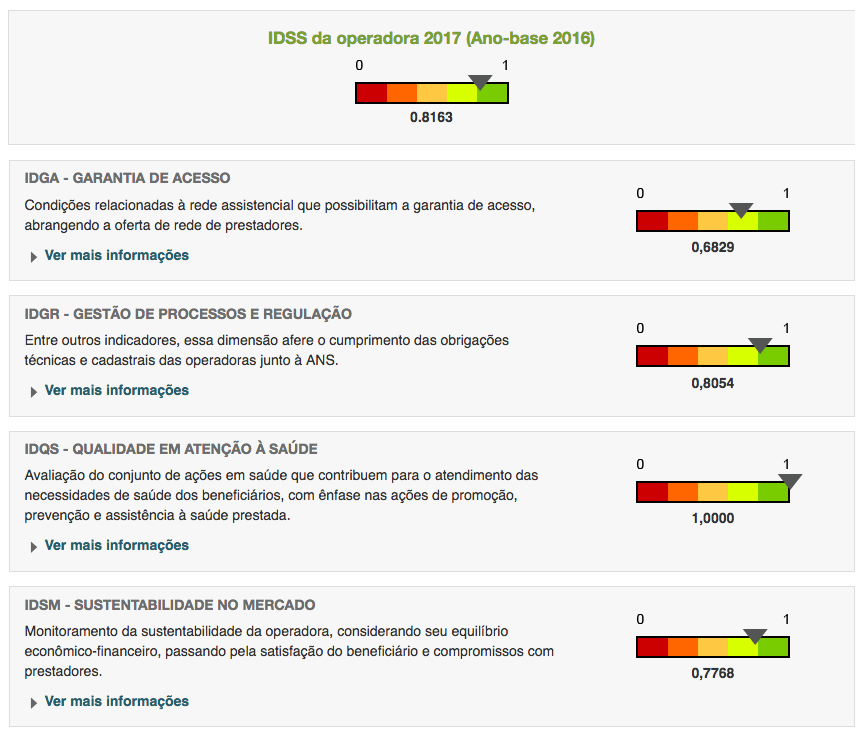 IDSS da operadora 2017 (Ano-base 2016)
0 1
0.8163
IDGA - GARANTIA DE ACESSO
Condições relacionadas à rede assistencial que possibilitam a garantia de acesso,
abrangendo a oferta de rede de prestadores.
Ver mais informações
0 1
0,6829
IDGR - GESTÃO DE PROCESSOS E REGULAÇÃO
Entre outros indicadores, essa dimensão afere o cumprimento das obrigações
técnicas e cadastrais das operadoras junto à ANS.
Ver mais informações
0 1
0,8054
IDQS - QUALIDADE EM ATENÇÃO À SAÚDE
Avaliação do conjunto de ações em saúde que contribuem para o atendimento das
necessidades de saúde dos beneficiários, com ênfase nas ações de promoção,
prevenção e assistência à saúde prestada.
Ver mais informações
0 1
1,0000
IDSM - SUSTENTABILIDADE NO MERCADO
Monitoramento da sustentabilidade da operadora, considerando seu equilíbrio
econômico-financeiro, passando pela satisfação do beneficiário e compromissos com
prestadores.
Ver mais informações
0 1
0,7768